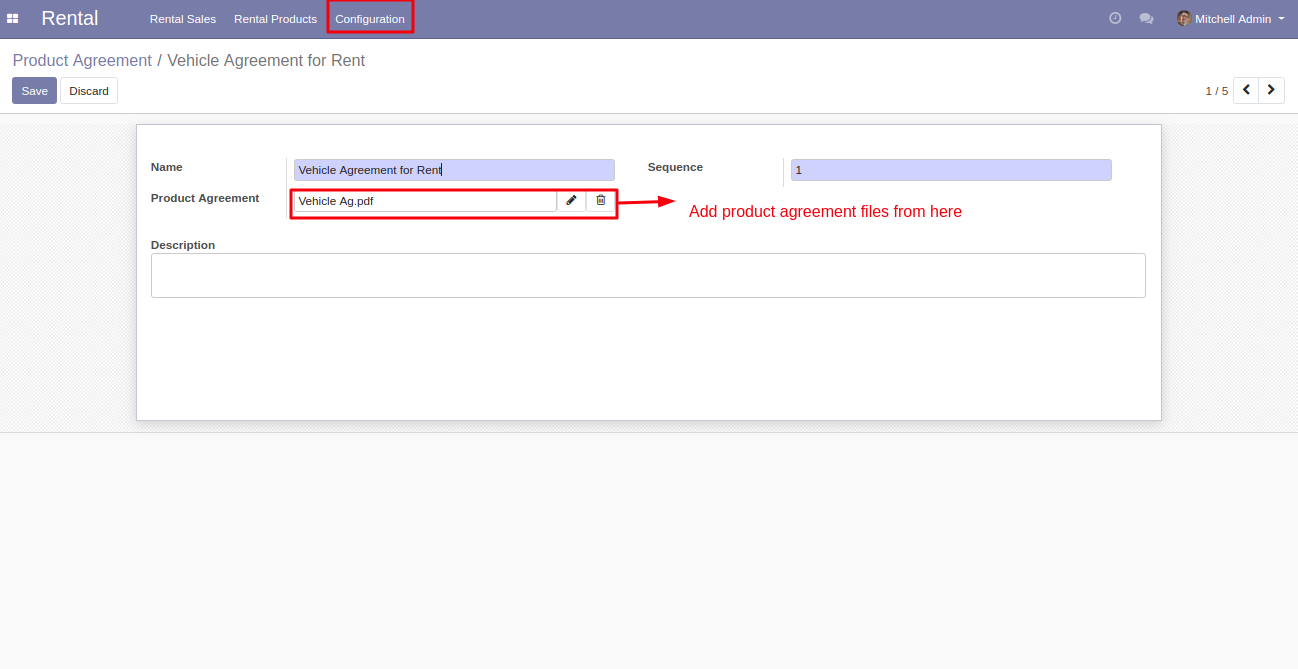 Rental Rental Sales Rental Products Configuration Mitchell Admin
Product Agreement / Vehicle Agreement for Rent
Save Discard 1 / 5
Name Vehicle Agreement for Rent Sequence 1
Product Agreement Vehicle Ag.pdf
Add product agreement files from here
Description